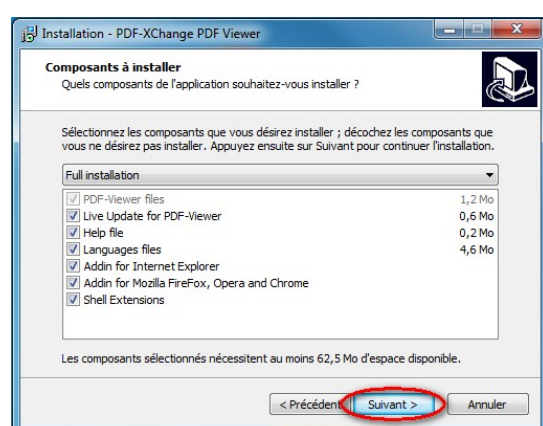 Installation - PDF-XChange PDF Viewer
Composants à installer
Quels composants de l'application souhaitez-vous installer ?
Sélectionnez les composants que vous désirez installer ; décochez les composants que
vous ne désirez pas installer. Appuyez ensuite sur Suivant pour continuer l'installation.
Full installation
PDF-Viewer files 1,2 Mo
Live Update for PDF-Viewer 0,6 Mo
Help file 0,2 Mo
Languages files 4,6 Mo
Addin for Internet Explorer
Addin for Mozilla FireFox, Opera and Chrome
Shell Extensions
Les composants sélectionnés nécessitent au moins 62,5 Mo d'espace disponible.
< Précédent Suivant > Annuler